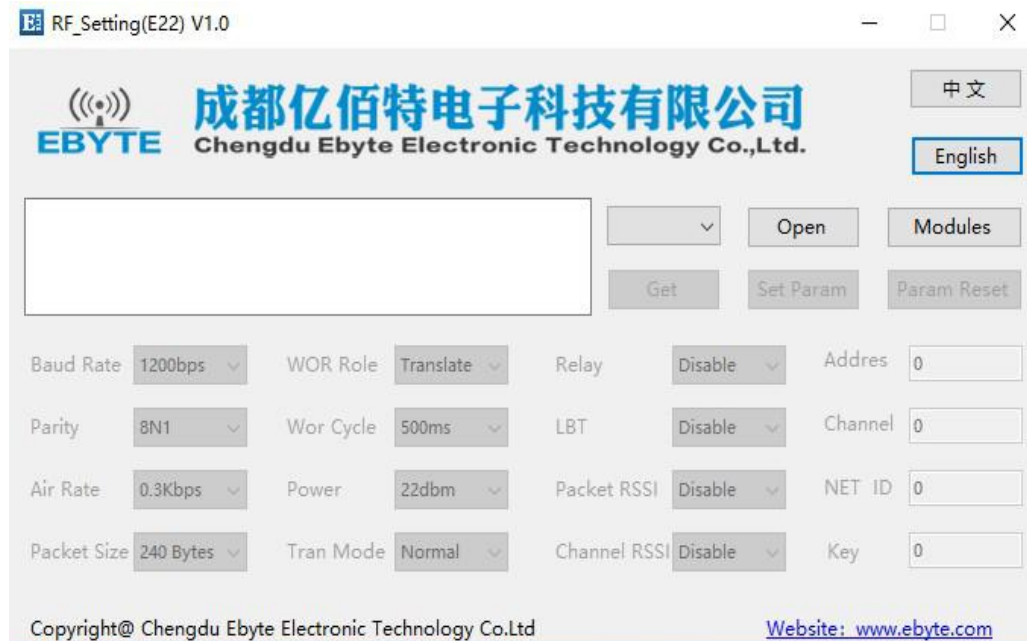 RF_Setting(E22) V1.0
中文
EBYTE
成都亿佰特电子科技有限公司
Chengdu Ebyte Electronic Technology Co.,Ltd.
English
Open
Modules
Get
Set Param
Param Reset
Baud Rate 1200bps WOR Role Translate Relay Disable Addres 0
Parity 8N1 Wor Cycle 500ms LBT Disable Channel 0
Air Rate 0.3Kbps Power 22dbm Packet RSSI Disable NET ID 0
Packet Size 240 Bytes Tran Mode Normal Channel RSSI Disable Key 0
Copyright@ Chengdu Ebyte Electronic Technology Co.Ltd Website: www.ebyte.com